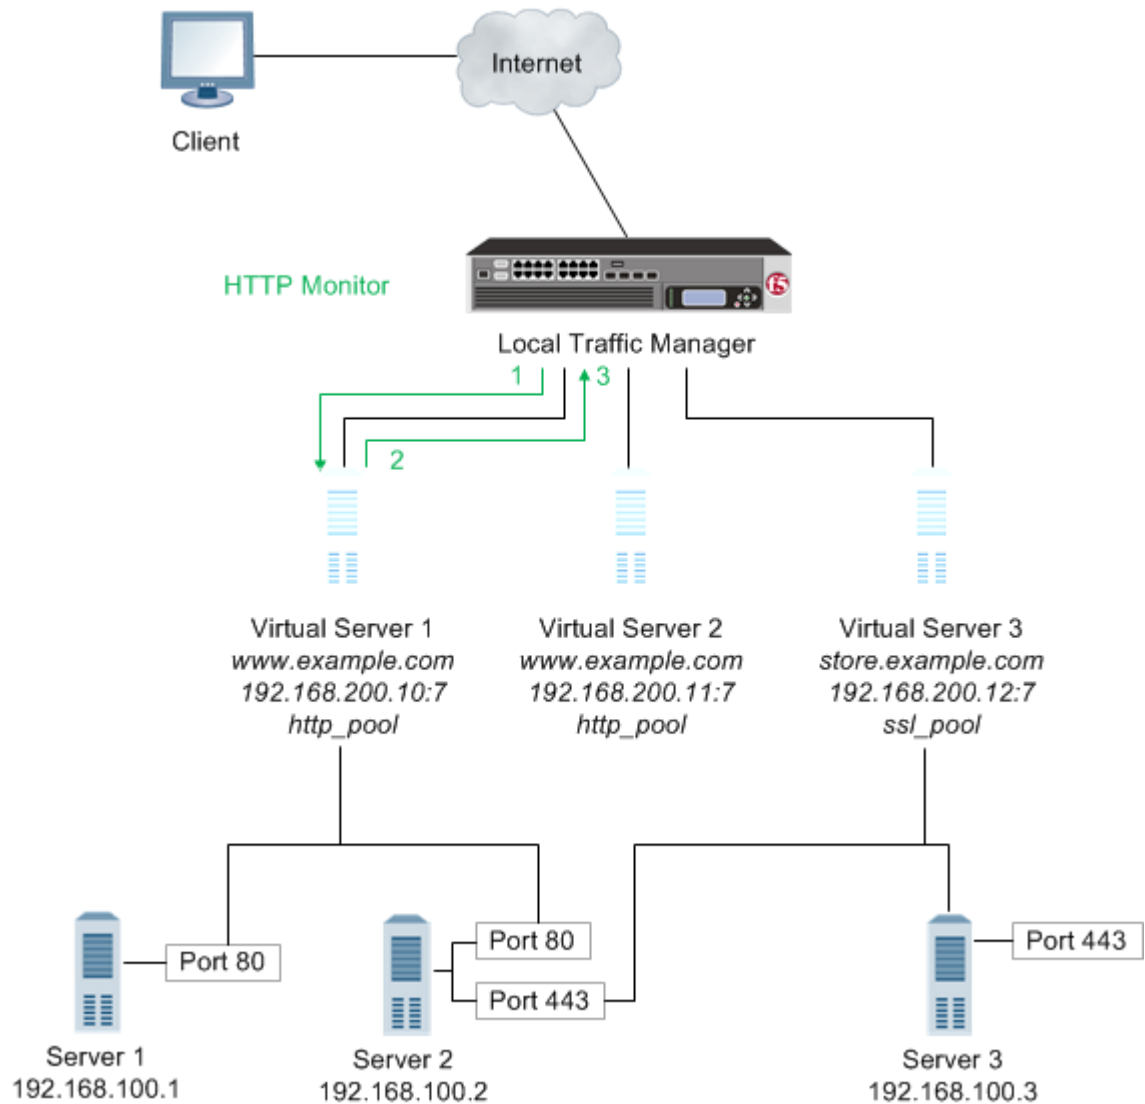 Internet
Client
HTTP Monitor
f5
Local Traffic Manager
1
3
2
Virtual Server 1
www.example.com
192.168.200.10:7
http_pool
Virtual Server 2
www.example.com
192.168.200.11:7
http_pool
Virtual Server 3
store.example.com
192.168.200.12:7
ssl_pool
Port 80
Port 80
Port 443
Port 443
Server 1
192.168.100.1
Server 2
192.168.100.2
Server 3
192.168.100.3